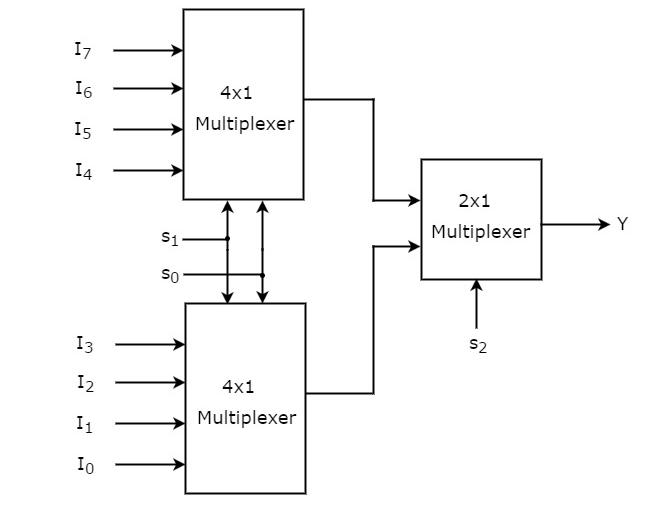 I₇
I₆
I₅
I₄
4x1
Multiplexer
s₁
s₀
I₃
I₂
I₁
I₀
4x1
Multiplexer
2x1
Multiplexer
s₂
Y